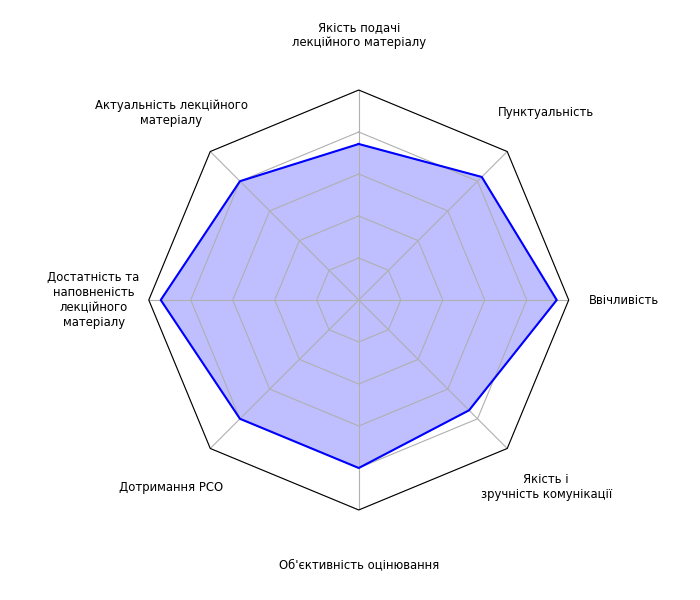 Якість подачі
лекційного матеріалу
Актуальність лекційного
матеріалу
Пунктуальність
Достатність та
наповненість
лекційного
матеріалу
Ввічливість
Дотримання РСО
Якість і
зручність комунікації
Об'єктивність оцінювання